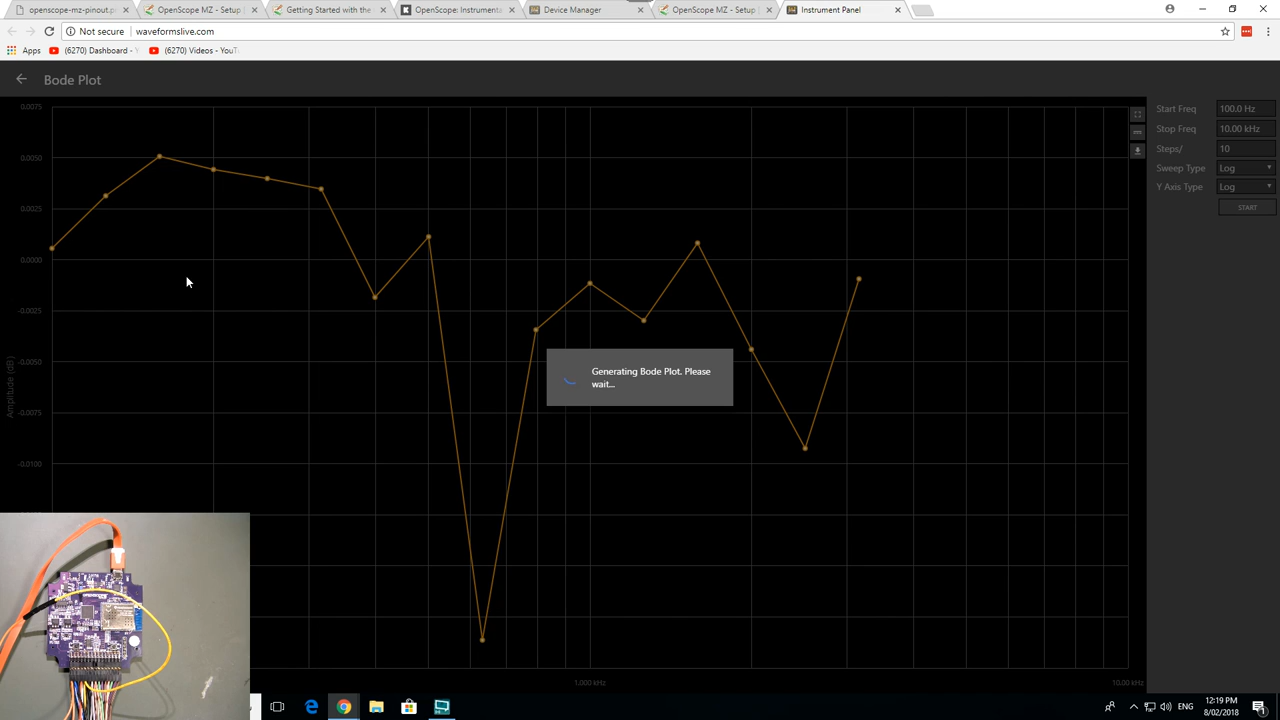 openscope-mz-pinout.p
OpenScope MZ - Setup
Getting Started with the
OpenScope: Instrumenta
Device Manager
OpenScope MZ - Setup
Instrument Panel
Not secure
waveformslive.com
Apps
(6270) Dashboard - Y
(6270) Videos - YouT
Bode Plot
Start Freq 100.0 Hz
Stop Freq 10.00 kHz
Steps/ 10
Sweep Type Log
Y Axis Type Log
START
0.0075
0.0050
0.0025
0.0000
-0.0025
-0.0050
-0.0075
-0.0100
Amplitude (dB)
Generating Bode Plot. Please
wait...
1.000 kHz
10.00 kHz
ENG
12:19 PM
8/02/2018